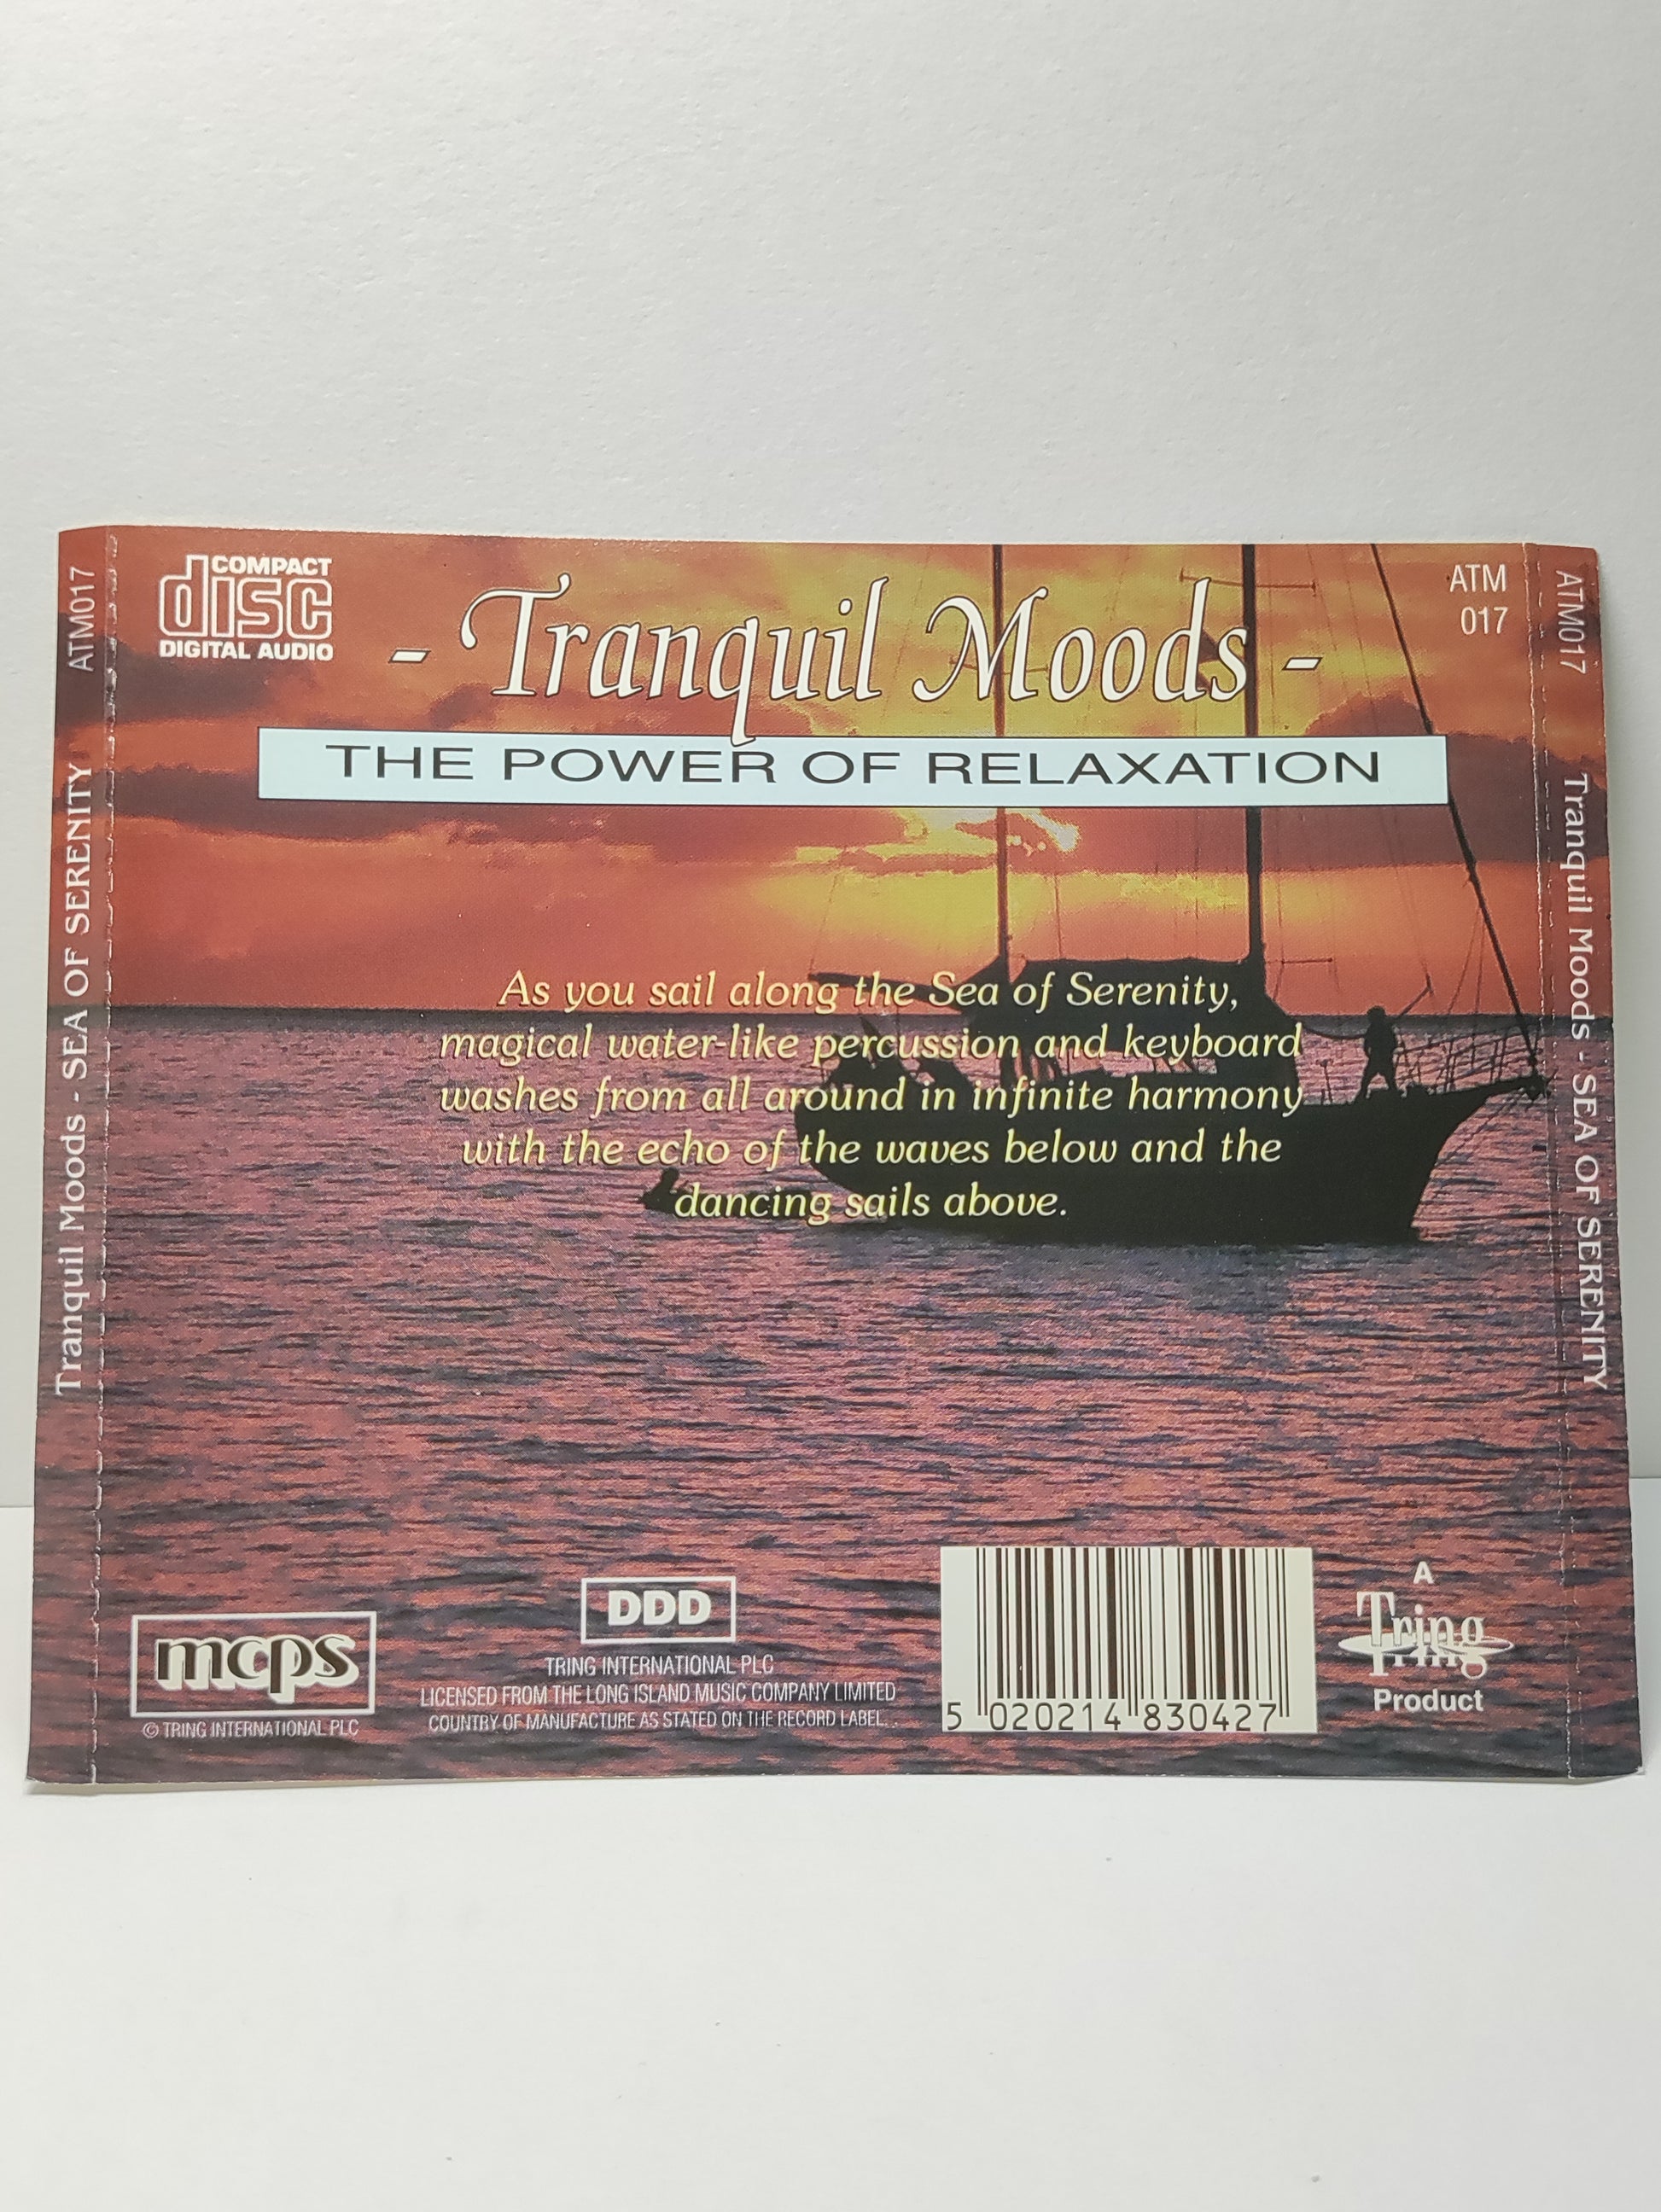 COMPACT
disc
DIGITAL AUDIO
- Tranquil Moods -
ATM
017
THE POWER OF RELAXATION
ATM017
Tranquil Moods - SEA OF SERENITY
ATM017
Tranquil Moods - SEA OF SERENITY
As you sail along the Sea of Serenity,
magical water-like percussion and keyboard
washes from all around in infinite harmony
with the echo of the waves below and the
dancing sails above.
mcps
© TRING INTERNATIONAL PLC
DDD
TRING INTERNATIONAL PLC
LICENSED FROM THE LONG ISLAND MUSIC COMPANY LIMITED
COUNTRY OF MANUFACTURE AS STATED ON THE RECORD LABEL.
5 020214 830427
A
Tring
Product